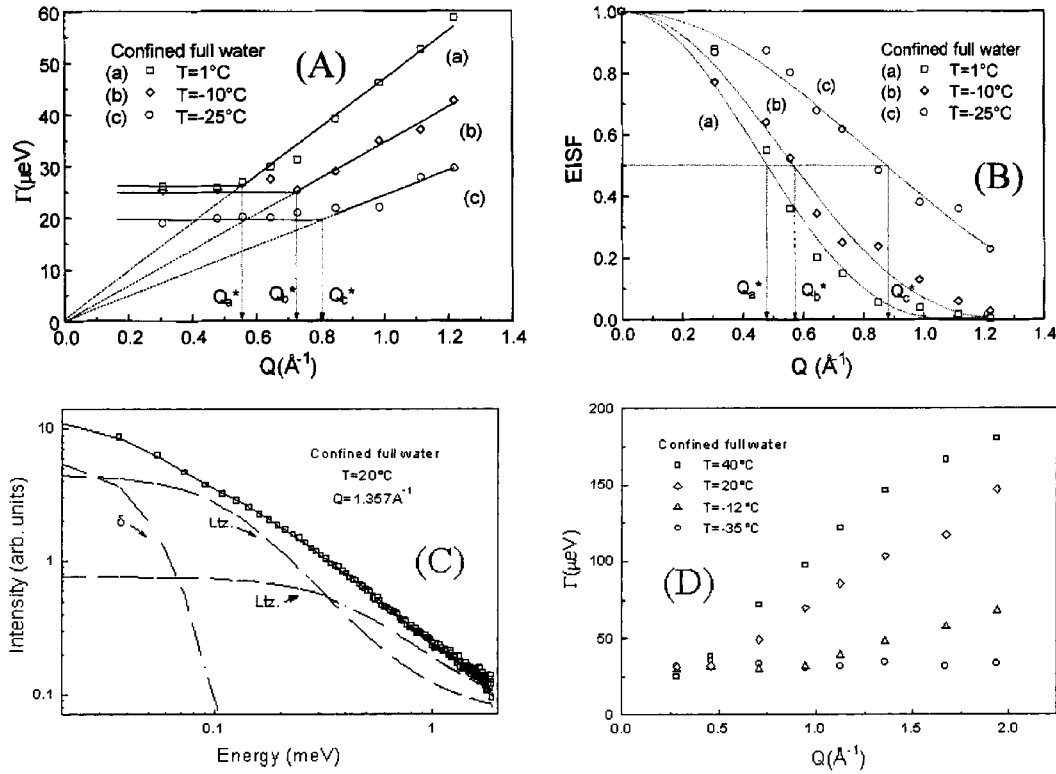 (A)
Confined full water
(a) □ T=1°C
(b) ◇ T=-10°C
(c) ○ T=-25°C
(a)
(b)
(c)
Qa*
Qb*
Qc*
Γ(μeV)
60
50
40
30
20
10
0
0.0 0.2 0.4 0.6 0.8 1.0 1.2 1.4
Q(Å-1)
(B)
Confined full water
(a) □ T=1°C
(b) ◇ T=-10°C
(c) ○ T=-25°C
(a)
(b)
(c)
Qa*
Qb*
Qc*
EISF
1.0
0.8
0.6
0.4
0.2
0.0
0.0 0.2 0.4 0.6 0.8 1.0 1.2 1.4
Q (Å-1)
(C)
Confined full water
T=20°C
Q=1.357A-1
δ
Ltz.
Ltz.
Intensity (arb. units)
10
1
0.1
0.1 1
Energy (meV)
(D)
Confined full water
□ T=40°C
◇ T=20°C
△ T=-12°C
○ T=-35°C
Γ(μeV)
200
150
100
50
0
0.0 0.5 1.0 1.5 2.0
Q(Å-1)